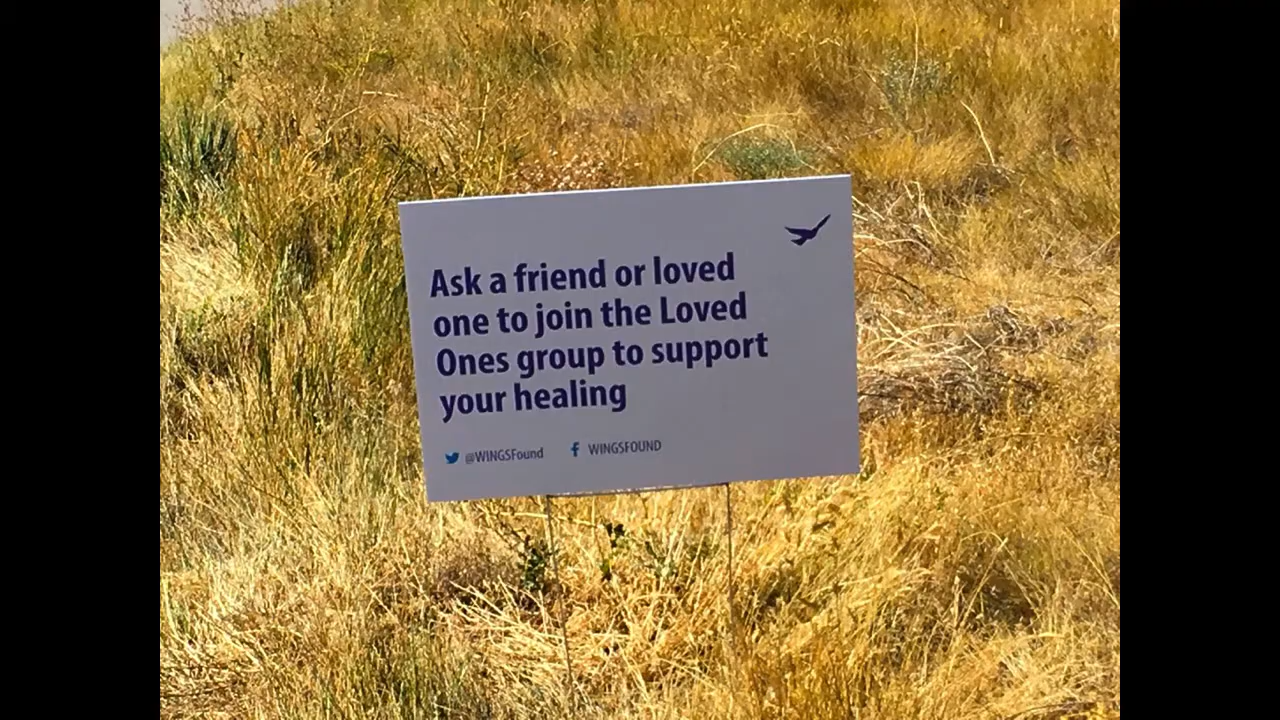 Ask a friend or loved
one to join the Loved
Ones group to support
your healing
@WINGSFound WINGSFOUND